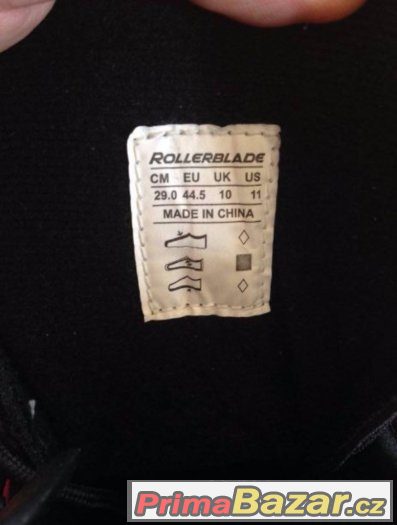 ROLLERBLADE
CM EU UK US
29.0 44.5 10 11
MADE IN CHINA
PrimaBazar.cz